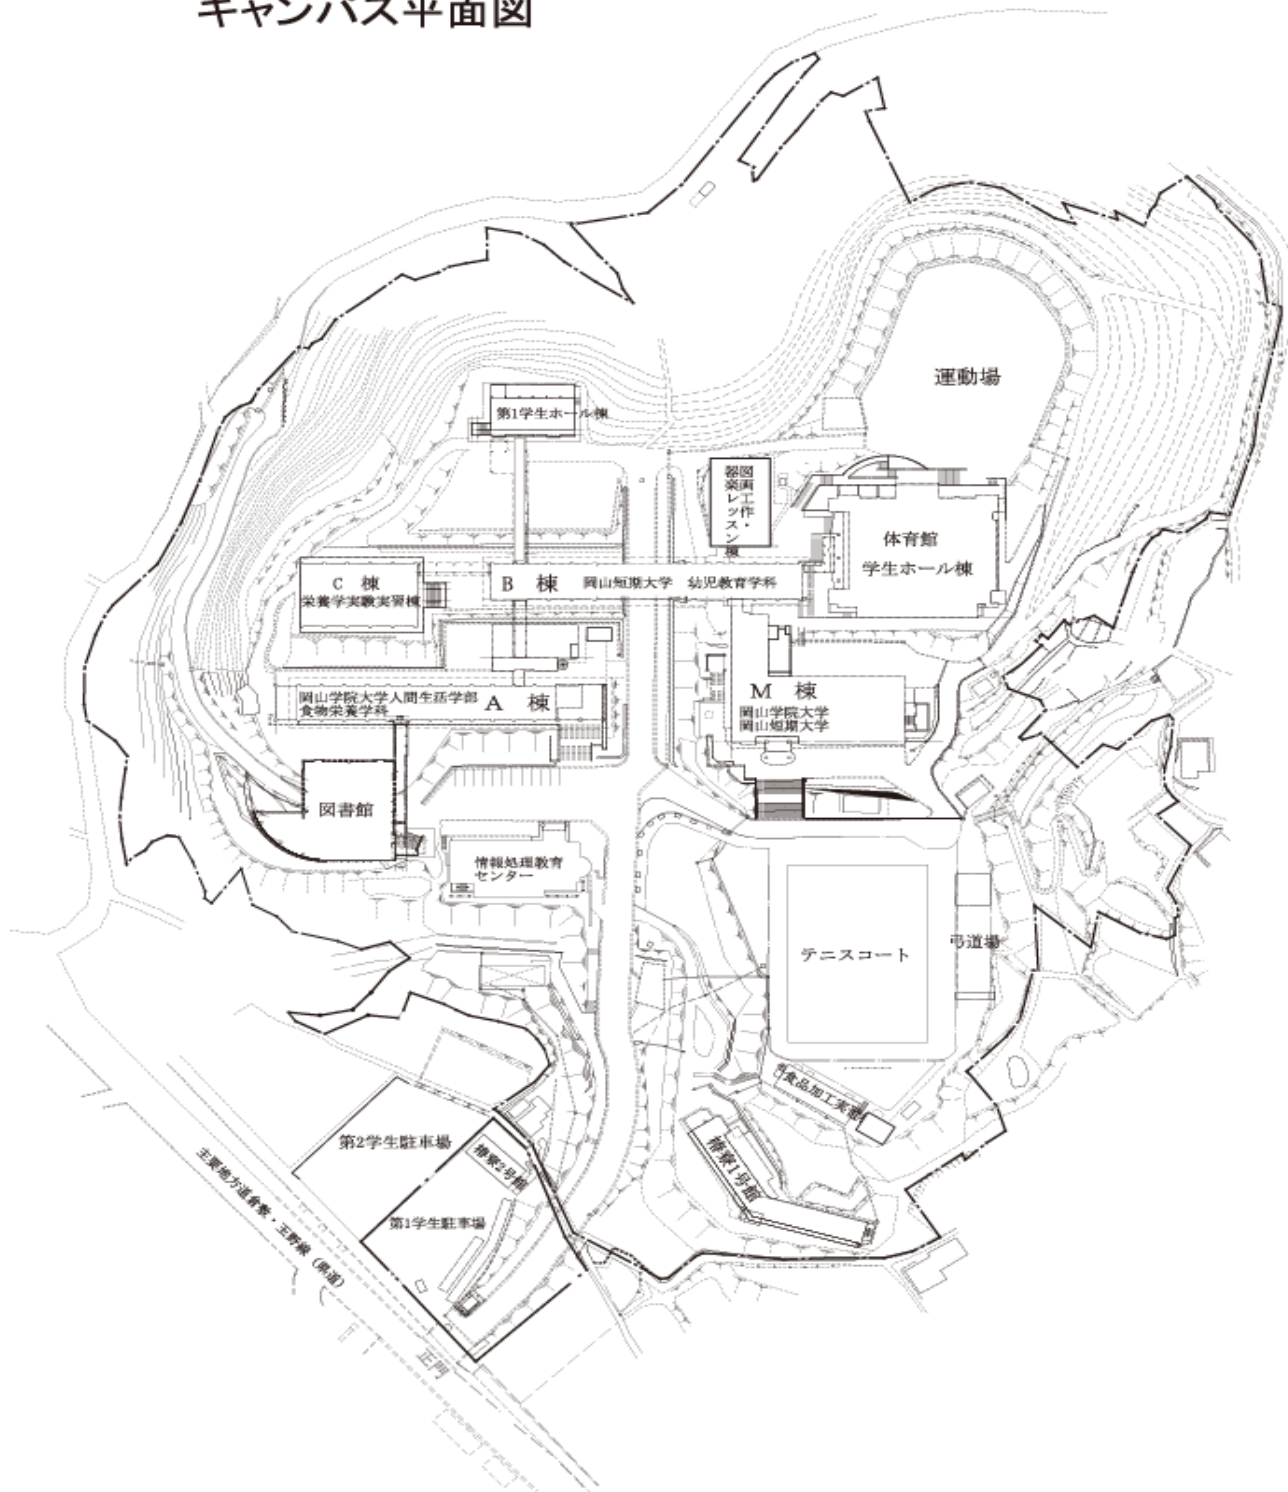 キャンパス平面図
運動場
第1学生ホール棟
図画工作・
器楽レッスン棟
体育館
学生ホール棟
C 棟
栄養学実験実習棟
B 棟 岡山短期大学 幼児教育学科
岡山学院大学人間生活学部
食物栄養学科
A 棟
M 棟
岡山学院大学
岡山短期大学
図書館
情報処理教育
センター
テニスコート
弓道場
食品加工実習
第2学生駐車場
椿寮2号館
椿寮1号館
第1学生駐車場
主要地方道倉敷・玉野線（県道）
正門